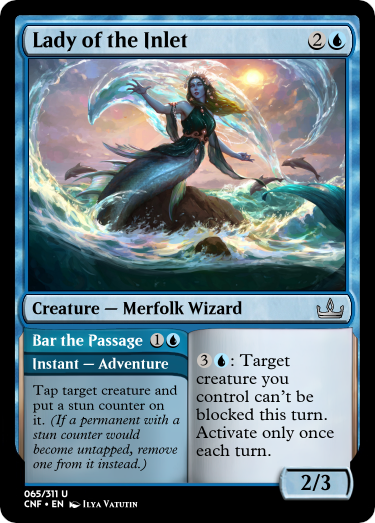 Lady of the Inlet 2
Creature — Merfolk Wizard
Bar the Passage 1
Instant — Adventure
Tap target creature and
put a stun counter on
it. (If a permanent with a
stun counter would
become untapped, remove
one from it instead.)
3 : Target
creature you
control can't be
blocked this turn.
Activate only once
each turn.
2/3
065/311 U
CNF • EN Ilya Vatutin